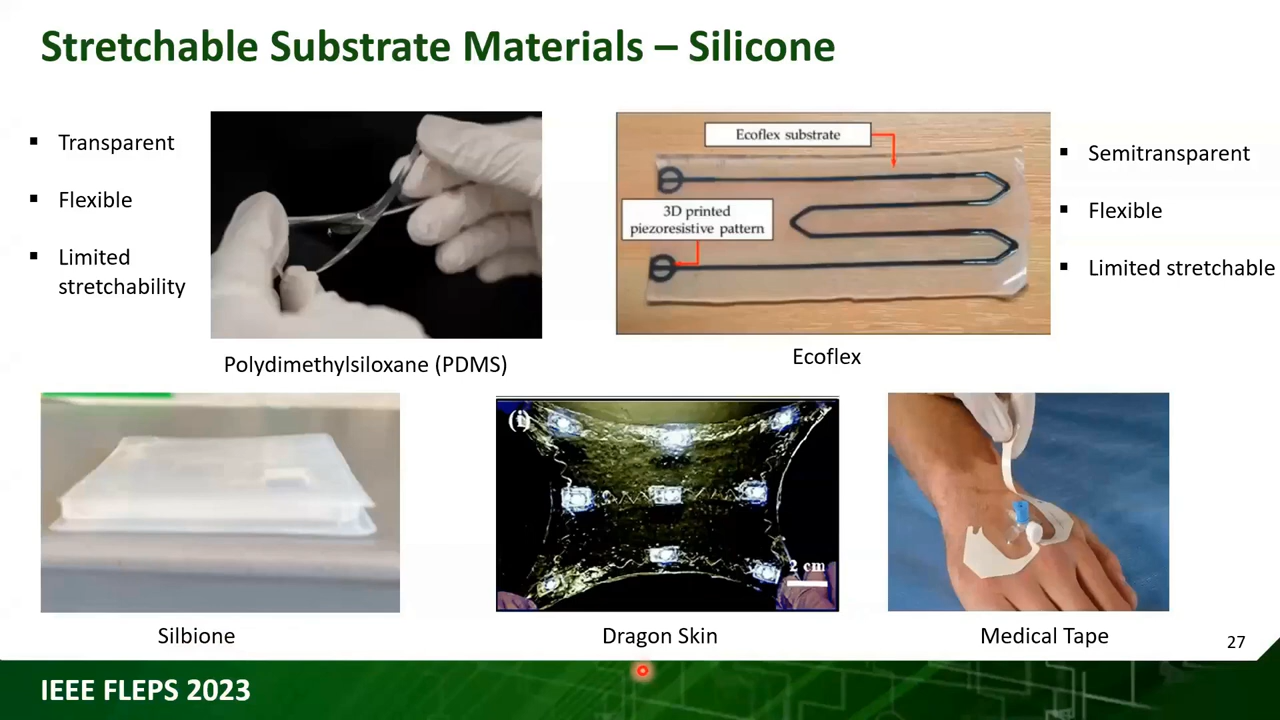 Stretchable Substrate Materials – Silicone
▪ Transparent
▪ Flexible
▪ Limited
stretchability
Polydimethylsiloxane (PDMS)
Ecoflex substrate
3D printed
piezoresistive pattern
Ecoflex
▪ Semitransparent
▪ Flexible
▪ Limited stretchable
Silbione
(i)
2 cm
Dragon Skin
Medical Tape
27
IEEE FLEPS 2023